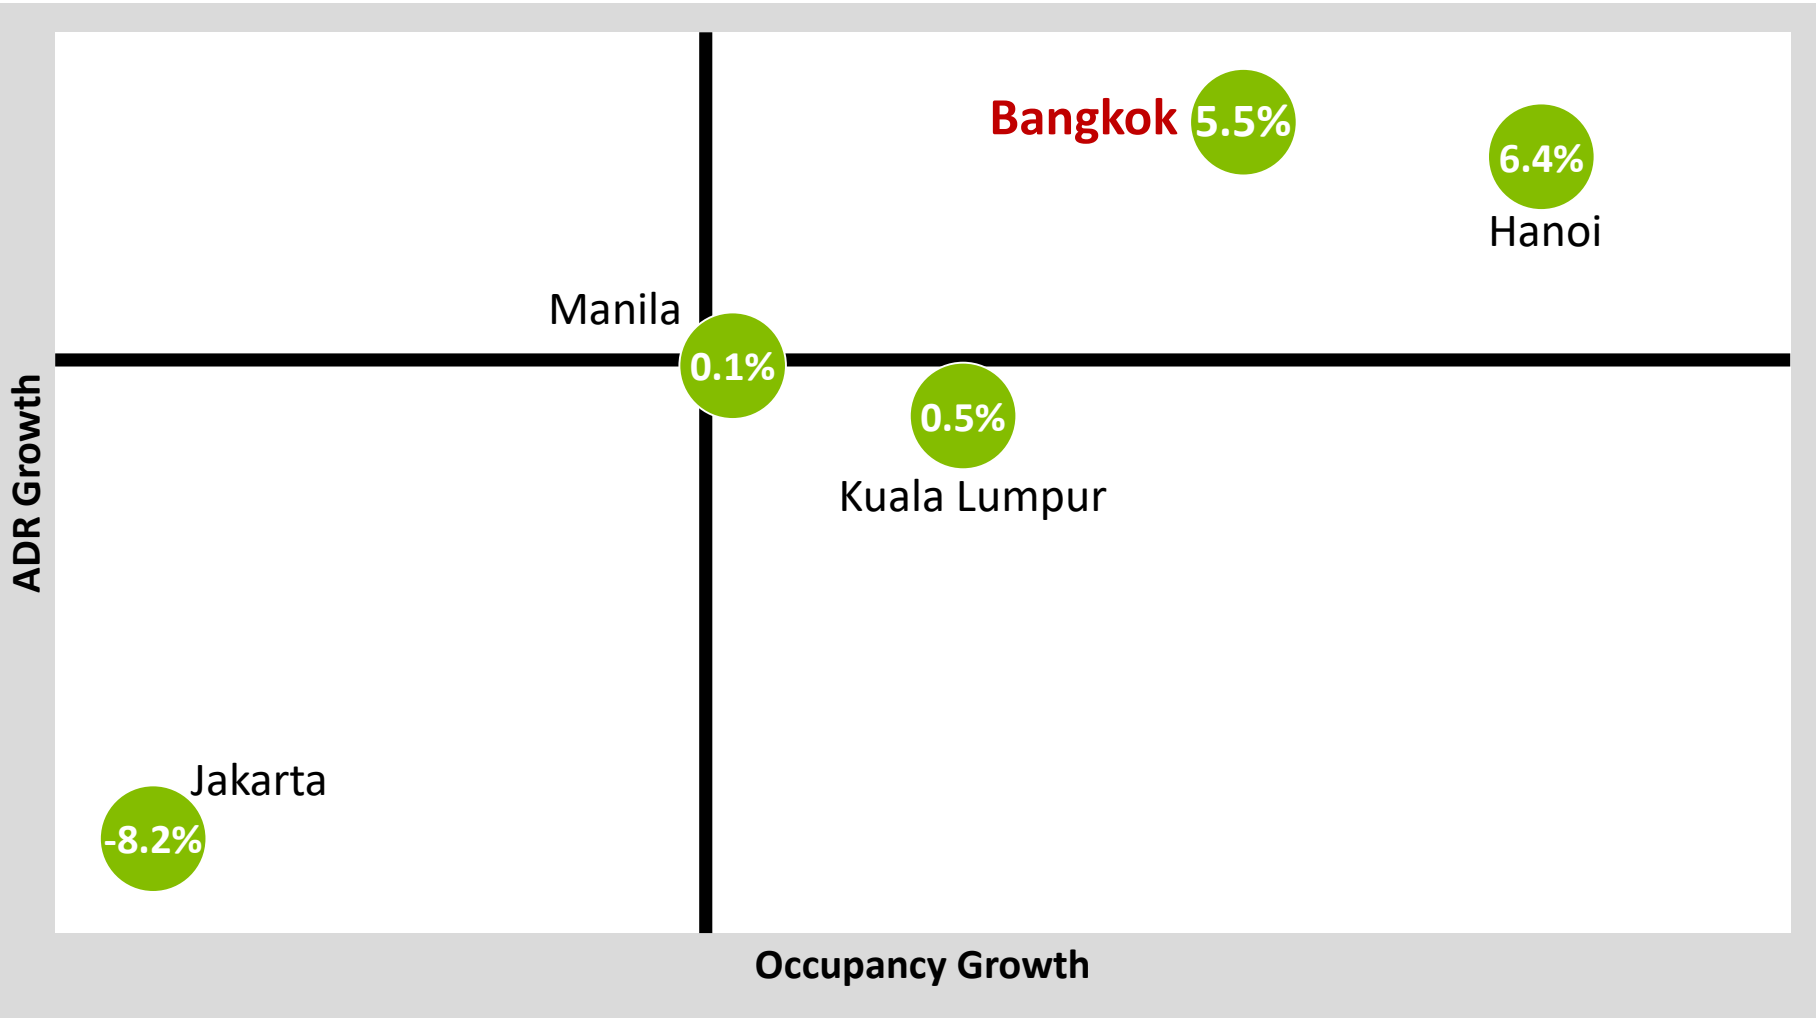 Bangkok 5.5%
6.4%
Hanoi
Manila
0.1%
0.5%
Kuala Lumpur
ADR Growth
Jakarta
-8.2%
Occupancy Growth